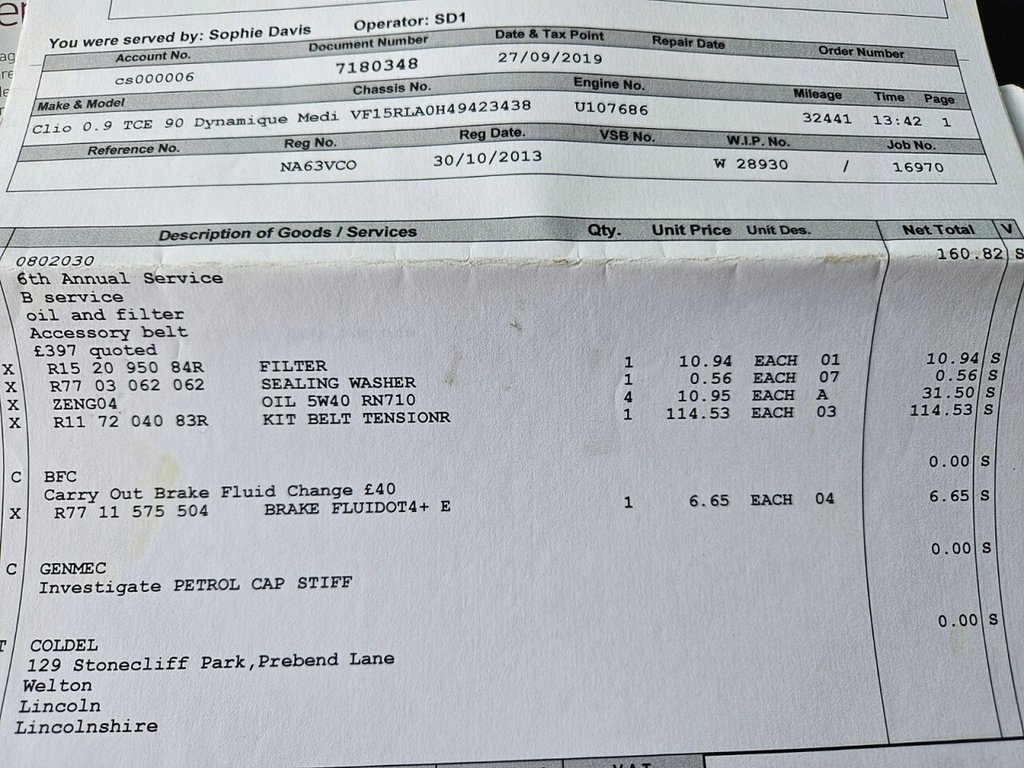 You were served by: Sophie Davis Operator: SD1
Account No. Document Number Date & Tax Point Repair Date Order Number
cs000006 7180348 27/09/2019
Make & Model Chassis No. Engine No. Mileage Time Page
Clio 0.9 TCE 90 Dynamique Medi VF15RLA0H49423438 U107686 32441 13:42 1
Reference No. Reg No. Reg Date. VSB No. W.I.P. No. Job No.
NA63VCO 30/10/2013 W 28930 / 16970
Description of Goods / Services Qty. Unit Price Unit Des. Net Total V
0802030 160.82 S
6th Annual Service
B service
oil and filter
Accessory belt
£397 quoted
X R15 20 950 84R FILTER 1 10.94 EACH 01 10.94 S
X R77 03 062 062 SEALING WASHER 1 0.56 EACH 07 0.56 S
X ZENG04 OIL 5W40 RN710 4 10.95 EACH A 31.50 S
X R11 72 040 83R KIT BELT TENSIONR 1 114.53 EACH 03 114.53 S
C BFC 0.00 S
Carry Out Brake Fluid Change £40
X R77 11 575 504 BRAKE FLUIDOT4+ E 1 6.65 EACH 04 6.65 S
C GENMEC 0.00 S
Investigate PETROL CAP STIFF
T COLDEL 0.00 S
129 Stonecliff Park,Prebend Lane
Welton
Lincoln
Lincolnshire